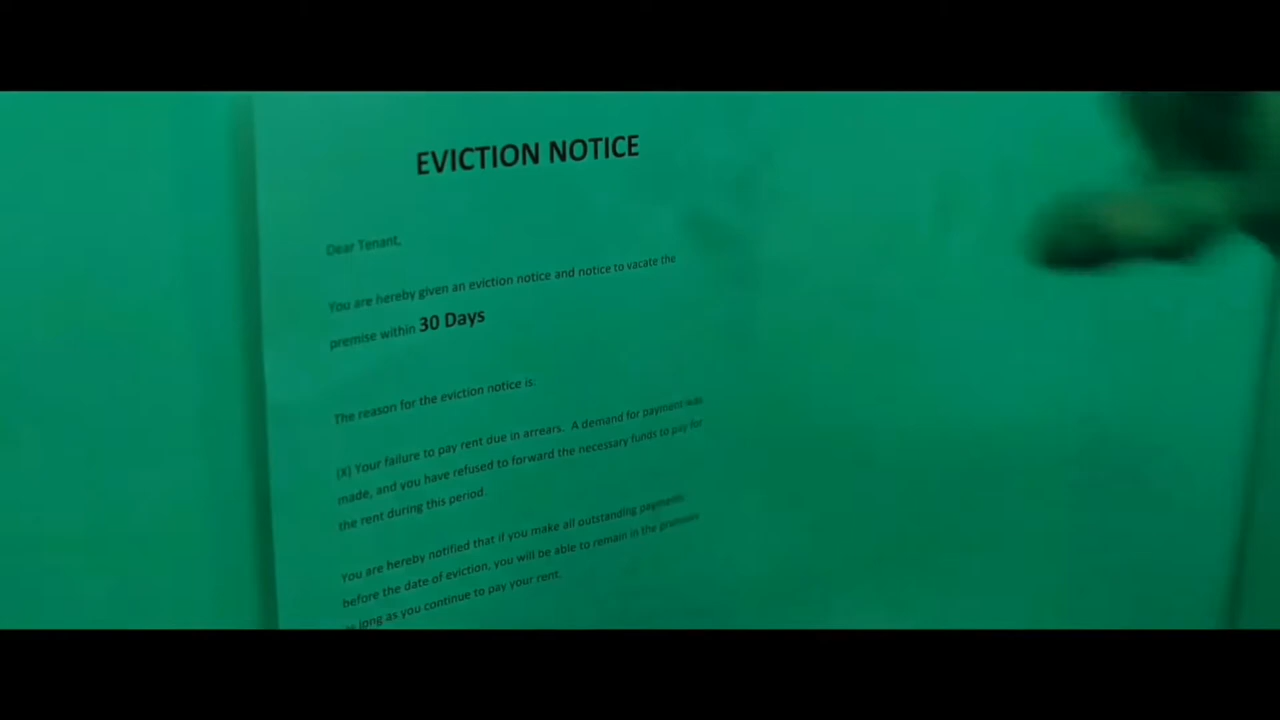 EVICTION NOTICE
Dear Tenant,
You are hereby given an eviction notice and notice to vacate the
premise within 30 Days
The reason for the eviction notice is:
(X) Your failure to pay rent due in arrears. A demand for payment was
made, and you have refused to forward the necessary funds to pay for
the rent during this period.
You are hereby notified that if you make all outstanding payments
before the date of eviction, you will be able to remain in the premises
as long as you continue to pay your rent.